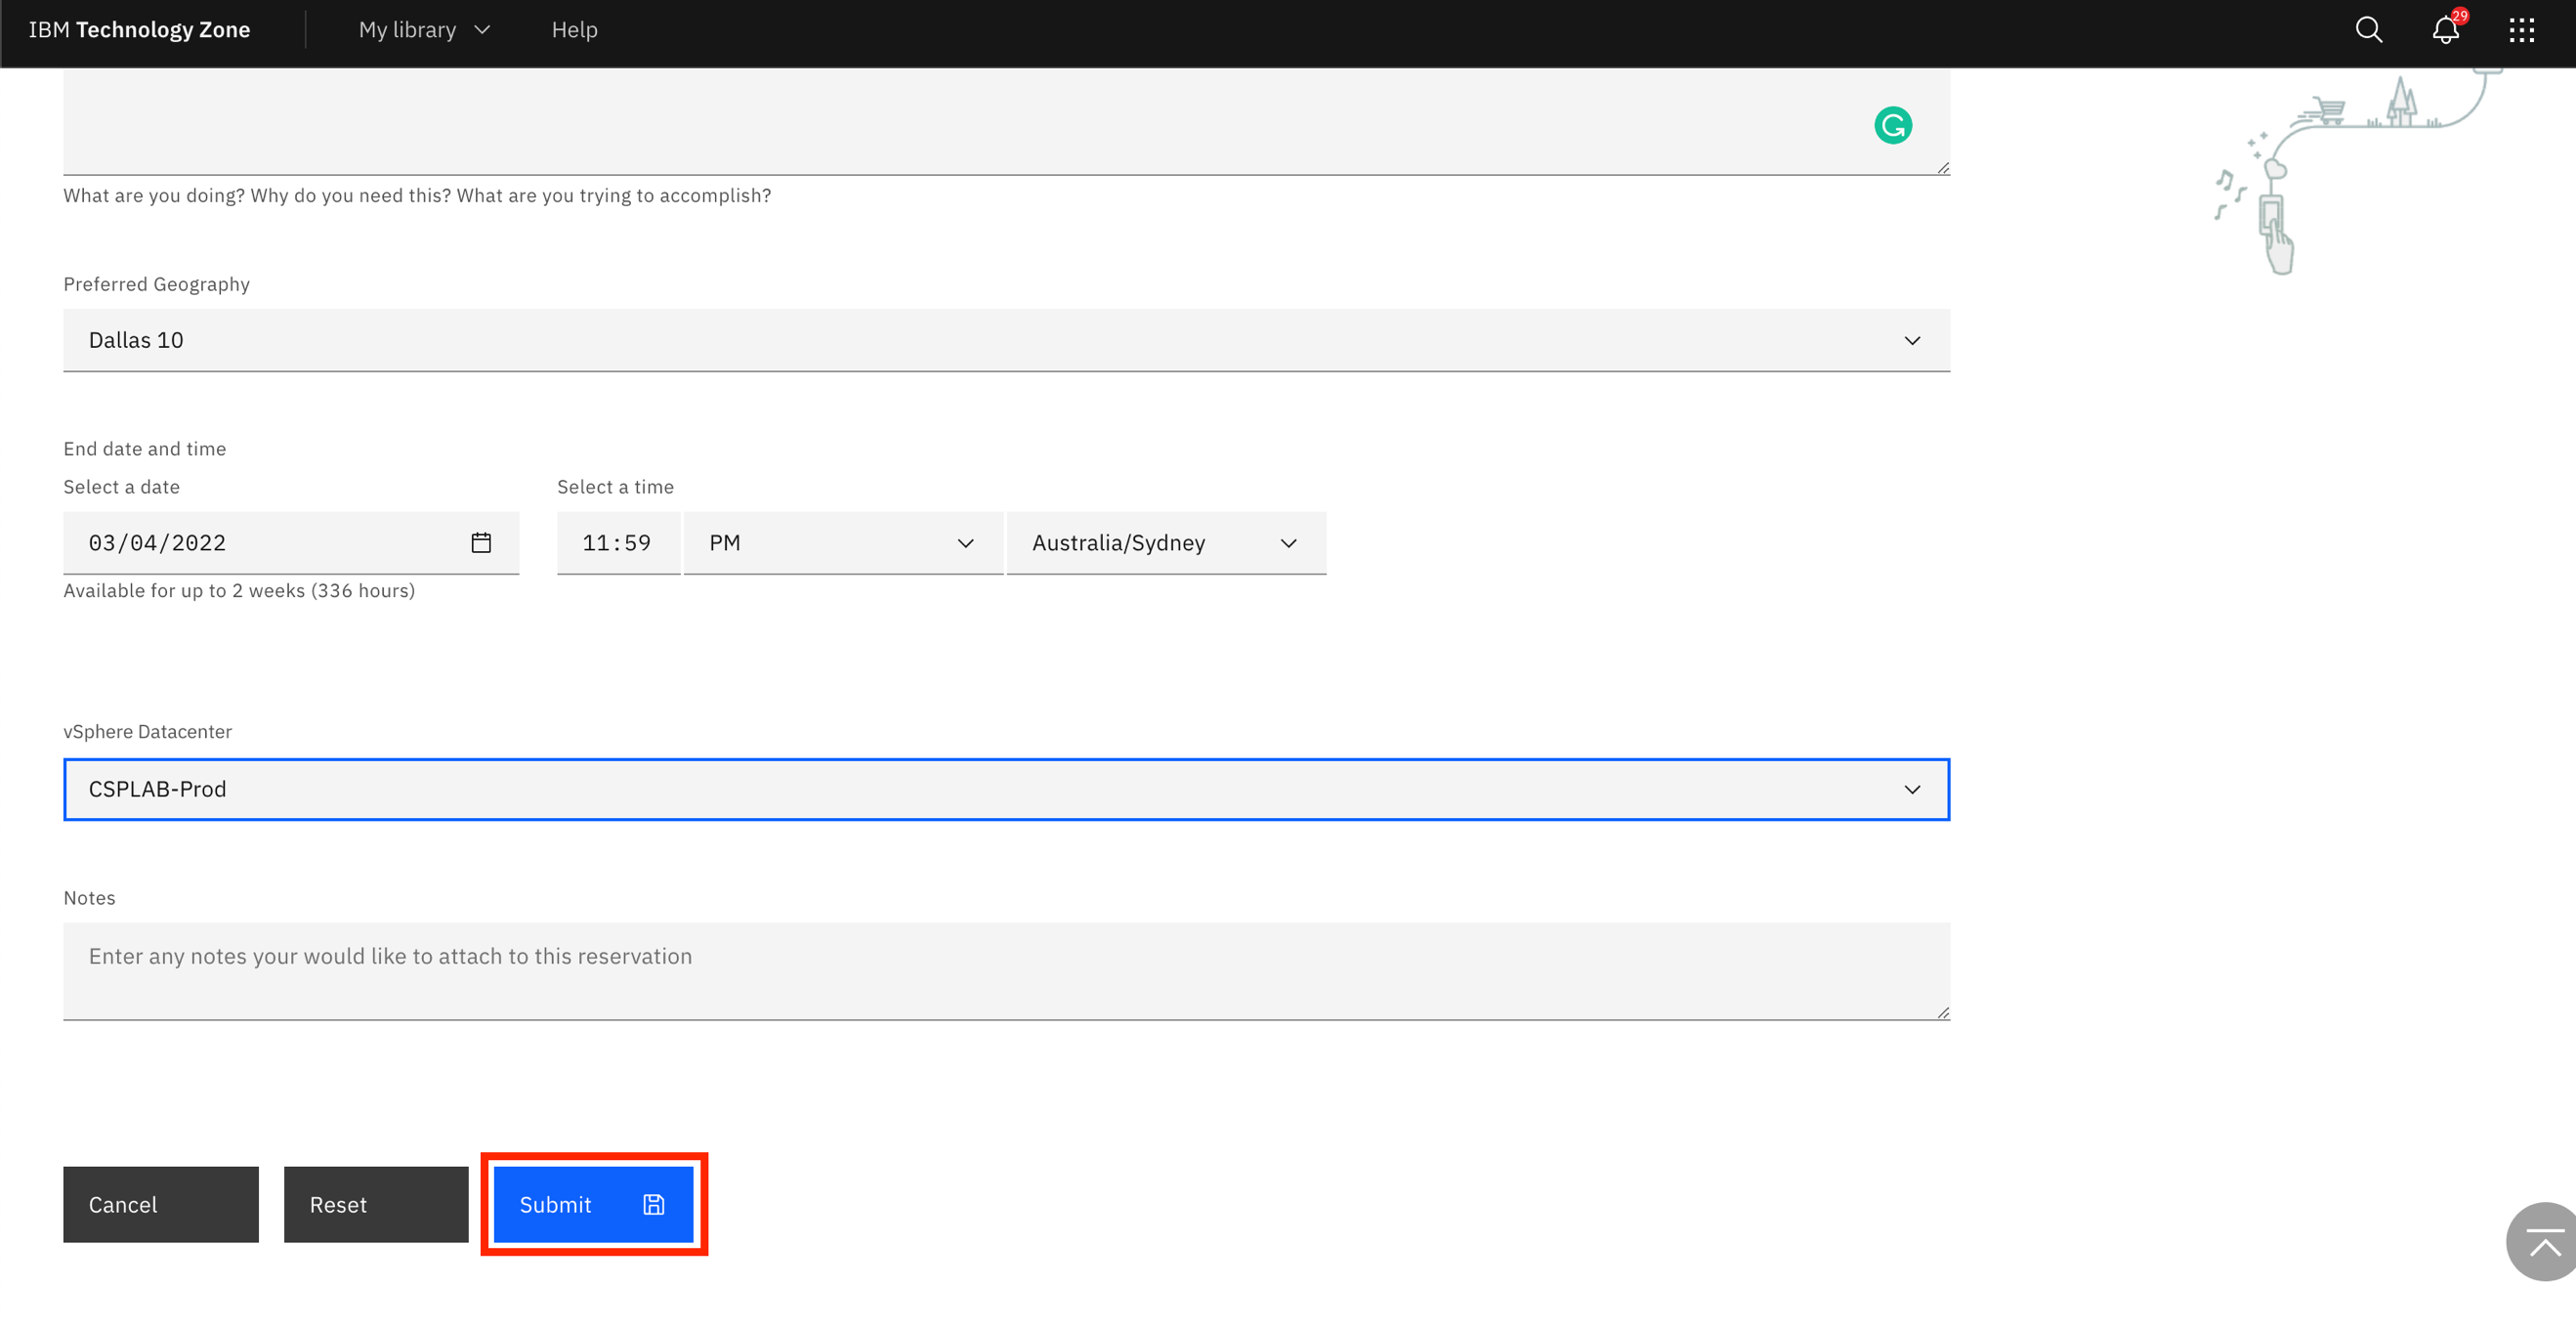 IBM Technology Zone My library Help 29
What are you doing? Why do you need this? What are you trying to accomplish?
Preferred Geography
Dallas 10
End date and time
Select a date Select a time
03/04/2022 11:59 PM Australia/Sydney
Available for up to 2 weeks (336 hours)
vSphere Datacenter
CSPLAB-Prod
Notes
Enter any notes your would like to attach to this reservation
Cancel Reset Submit